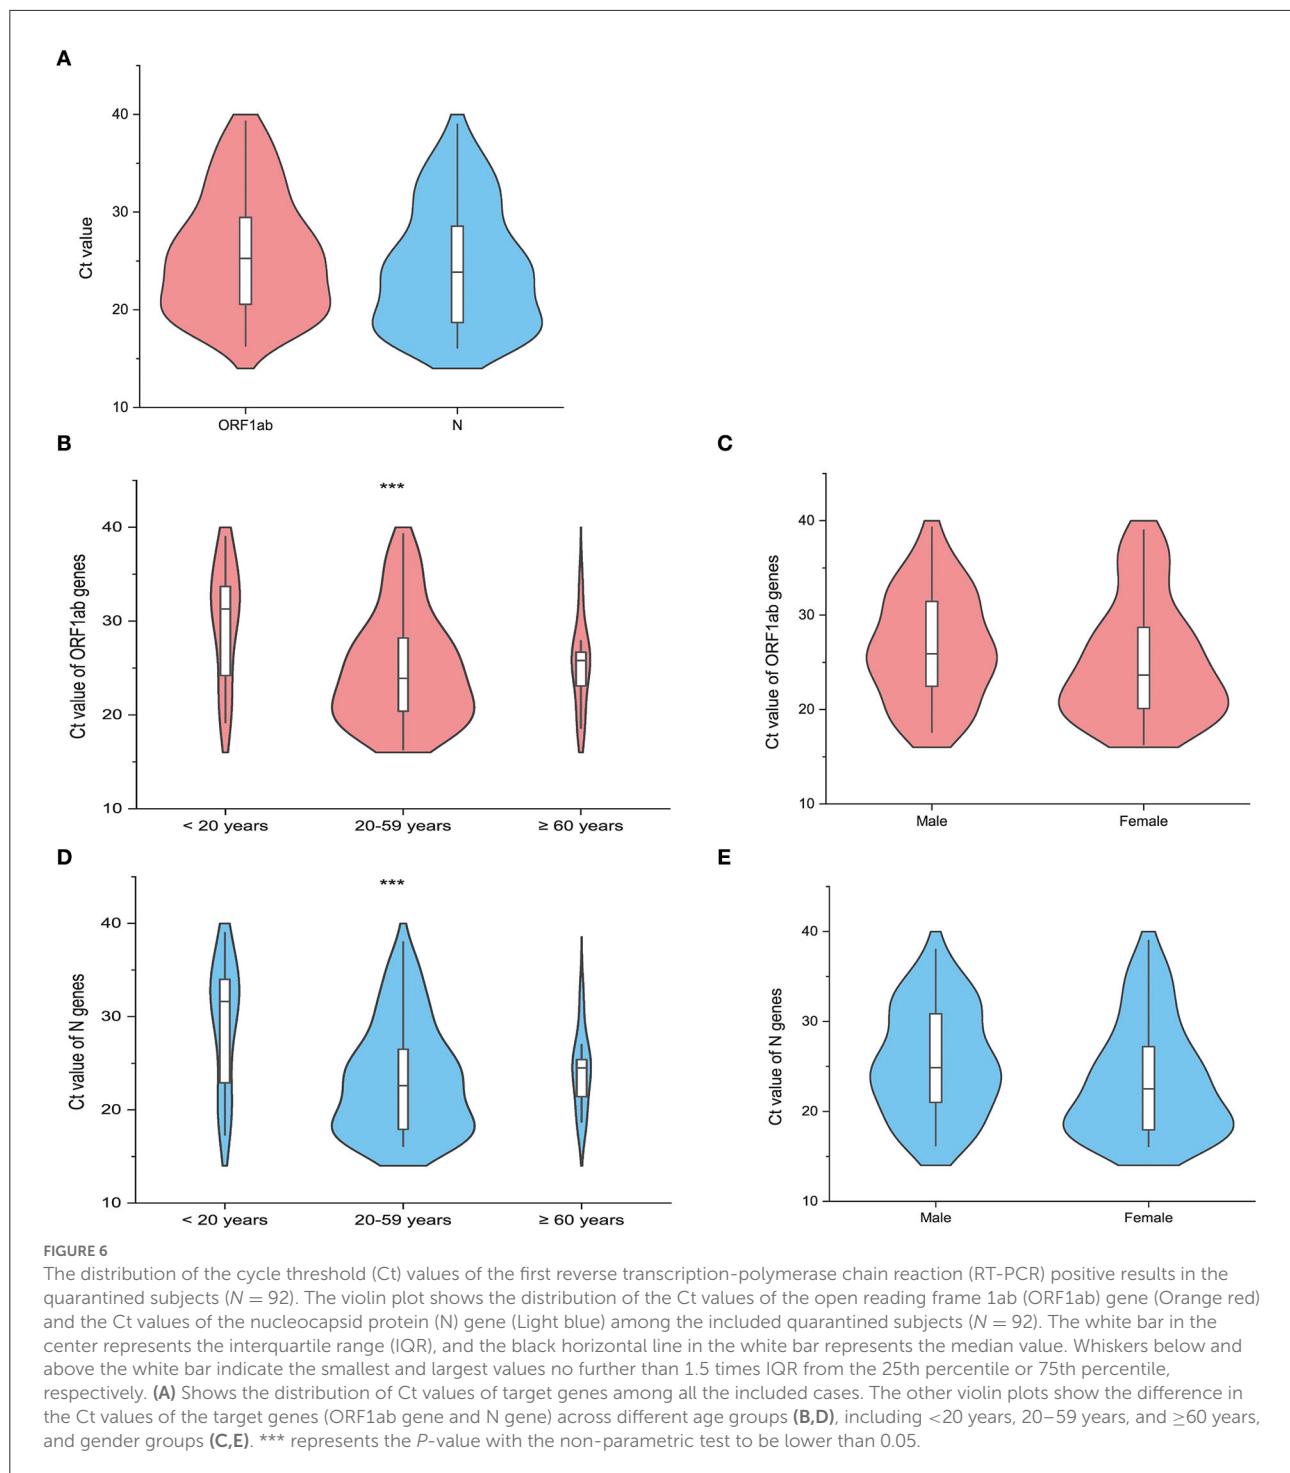 A
40
30
20
10
Ct value
ORF1ab
N
B
***
40
30
20
10
Ct value of ORF1ab genes
< 20 years
20-59 years
≥ 60 years
C
40
30
20
10
Ct value of ORF1ab genes
Male
Female
D
***
40
30
20
10
Ct value of N genes
< 20 years
20-59 years
≥ 60 years
E
40
30
20
10
Ct value of N genes
Male
Female
FIGURE 6
The distribution of the cycle threshold (Ct) values of the first reverse transcription-polymerase chain reaction (RT-PCR) positive results in the
quarantined subjects (N = 92). The violin plot shows the distribution of the Ct values of the open reading frame 1ab (ORF1ab) gene (Orange red)
and the Ct values of the nucleocapsid protein (N) gene (Light blue) among the included quarantined subjects (N = 92). The white bar in the
center represents the interquartile range (IQR), and the black horizontal line in the white bar represents the median value. Whiskers below and
above the white bar indicate the smallest and largest values no further than 1.5 times IQR from the 25th percentile or 75th percentile,
respectively. (A) Shows the distribution of Ct values of target genes among all the included cases. The other violin plots show the difference in
the Ct values of the target genes (ORF1ab gene and N gene) across different age groups (B,D), including <20 years, 20–59 years, and ≥60 years,
and gender groups (C,E). *** represents the P-value with the non-parametric test to be lower than 0.05.